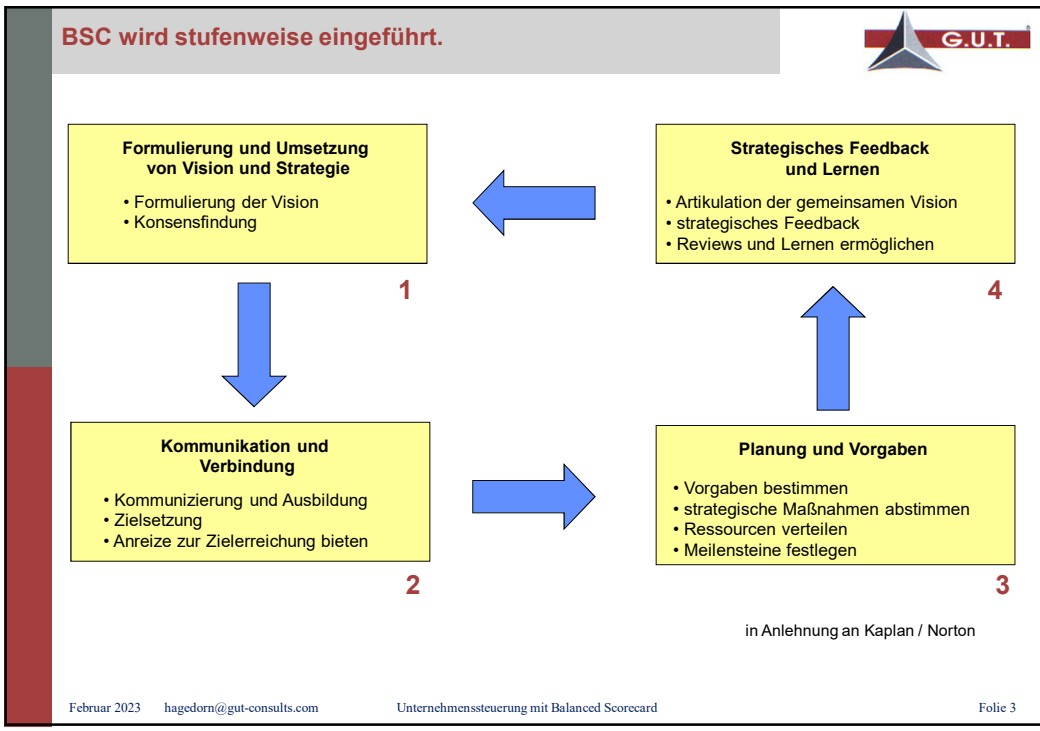 BSC wird stufenweise eingeführt.
G.U.T.
Formulierung und Umsetzung
von Vision und Strategie
• Formulierung der Vision
• Konsensfindung
1
Kommunikation und
Verbindung
• Kommunizierung und Ausbildung
• Zielsetzung
• Anreize zur Zielerreichung bieten
2
Planung und Vorgaben
• Vorgaben bestimmen
• strategische Maßnahmen abstimmen
• Ressourcen verteilen
• Meilensteine festlegen
3
Strategisches Feedback
und Lernen
• Artikulation der gemeinsamen Vision
• strategisches Feedback
• Reviews und Lernen ermöglichen
4
in Anlehnung an Kaplan / Norton
Februar 2023 hagedorn@gut-consults.com Unternehmenssteuerung mit Balanced Scorecard Folie 3